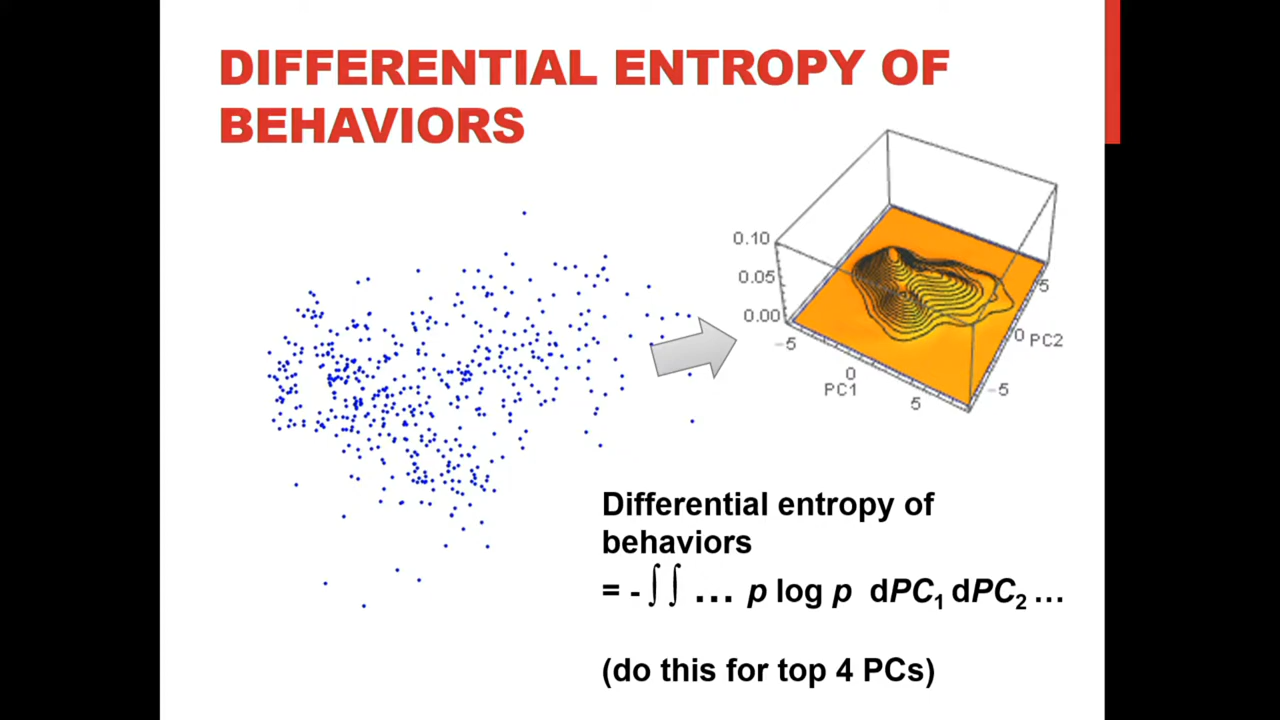 DIFFERENTIAL ENTROPY OF
BEHAVIORS
0.10
0.05
0.00
-5
0
PC1
5
5
0 PC2
-5
Differential entropy of
behaviors
= - ∫ ∫ … p log p dPC₁ dPC₂ …
(do this for top 4 PCs)